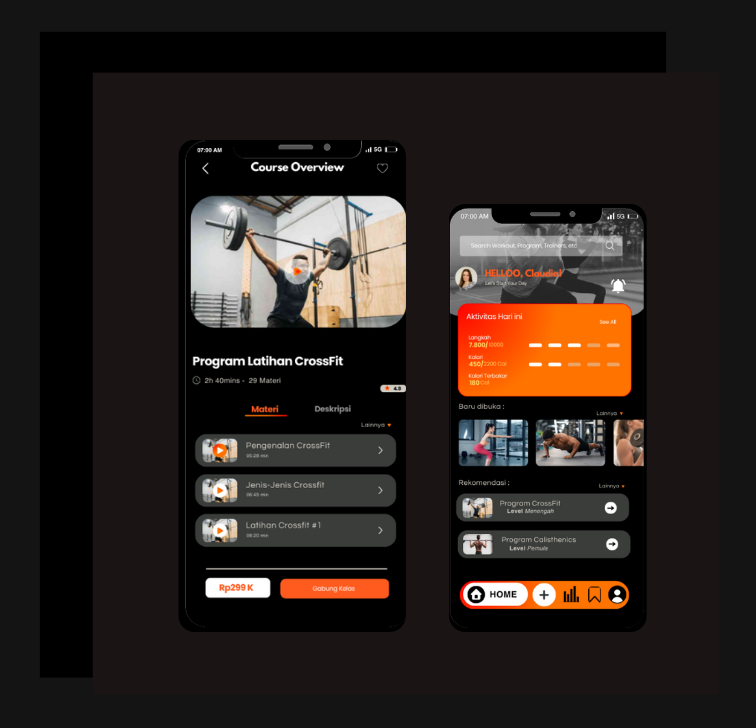 07:00 AM
5G
Course Overview
Program Latihan CrossFit
2h 40mins - 29 Materi
4.9
Materi
Deskripsi
Lainnya
Pengenalan CrossFit
05:28 min
Jenis-Jenis Crossfit
08:45 min
Latihan Crossfit #1
08:20 min
Rp299 K
Gabung Kelas
07:00 AM
5G
Search Workout, Program, Trainers, etc
HELLOO, Claudia!
Let's Start Your Day
Aktivitas Hari ini
See All
Langkah
7.800/10000
Kalori
450/2.100 Cal
Kalori Terbakar
180 Cal
Baru dibuka :
Lainnya
Rekomendasi :
Lainnya
Program CrossFit
Level Menengah
Program Calisthenics
Level Pemula
HOME